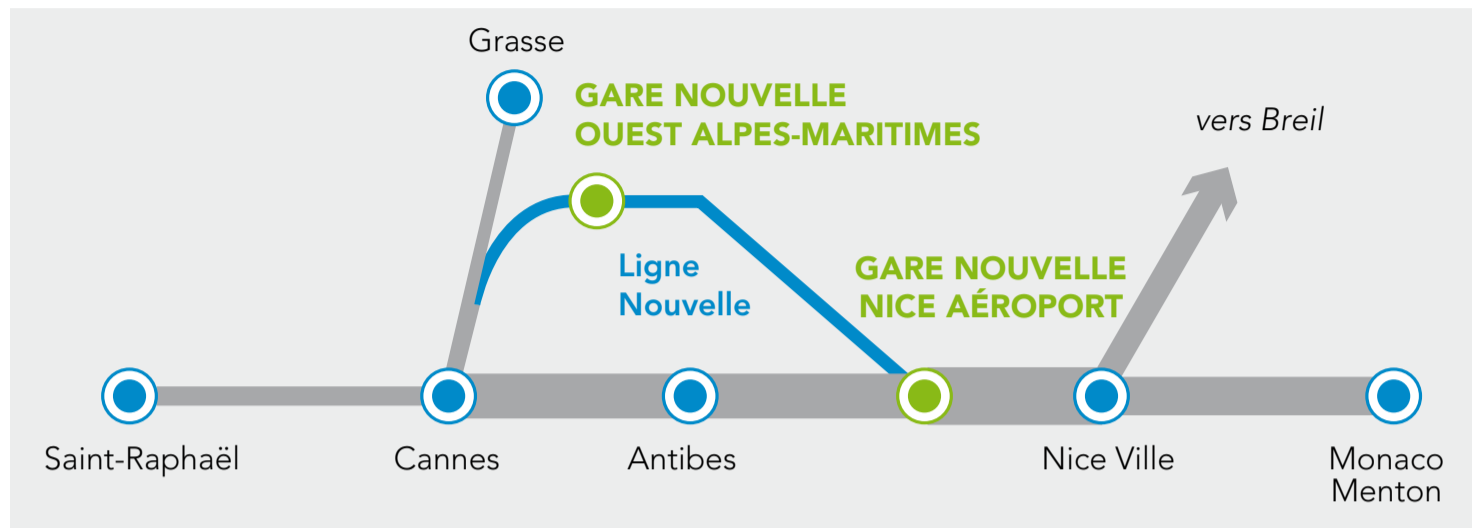 Grasse
GARE NOUVELLE
OUEST ALPES-MARITIMES
vers Breil
Ligne
Nouvelle
GARE NOUVELLE
NICE AÉROPORT
Saint-Raphaël
Cannes
Antibes
Nice Ville
Monaco
Menton